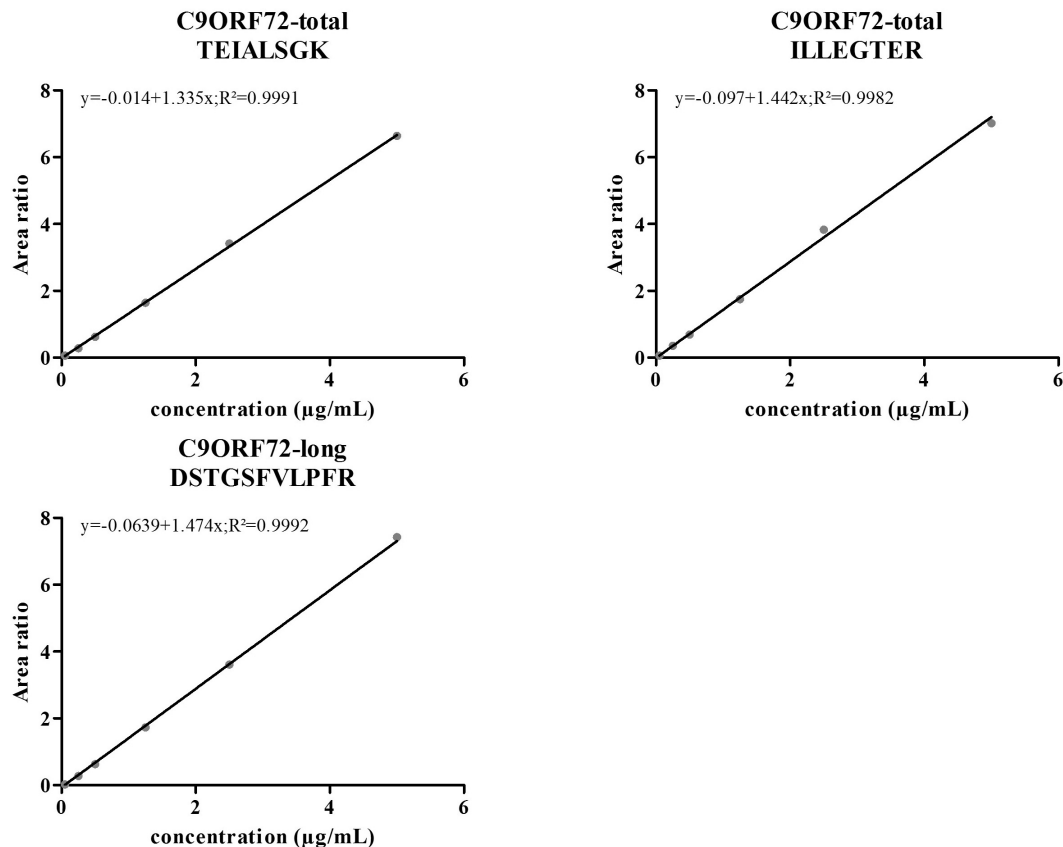 C9ORF72-total
TEIALSGK
y=-0.014+1.335x;R²=0.9991
Area ratio
8
6
4
2
0
0 2 4 6
concentration (µg/mL)
C9ORF72-total
ILLEGTER
y=-0.097+1.442x;R²=0.9982
Area ratio
8
6
4
2
0
0 2 4 6
concentration (µg/mL)
C9ORF72-long
DSTGSFVLPFR
y=-0.0639+1.474x;R²=0.9992
Area ratio
8
6
4
2
0
0 2 4 6
concentration (µg/mL)